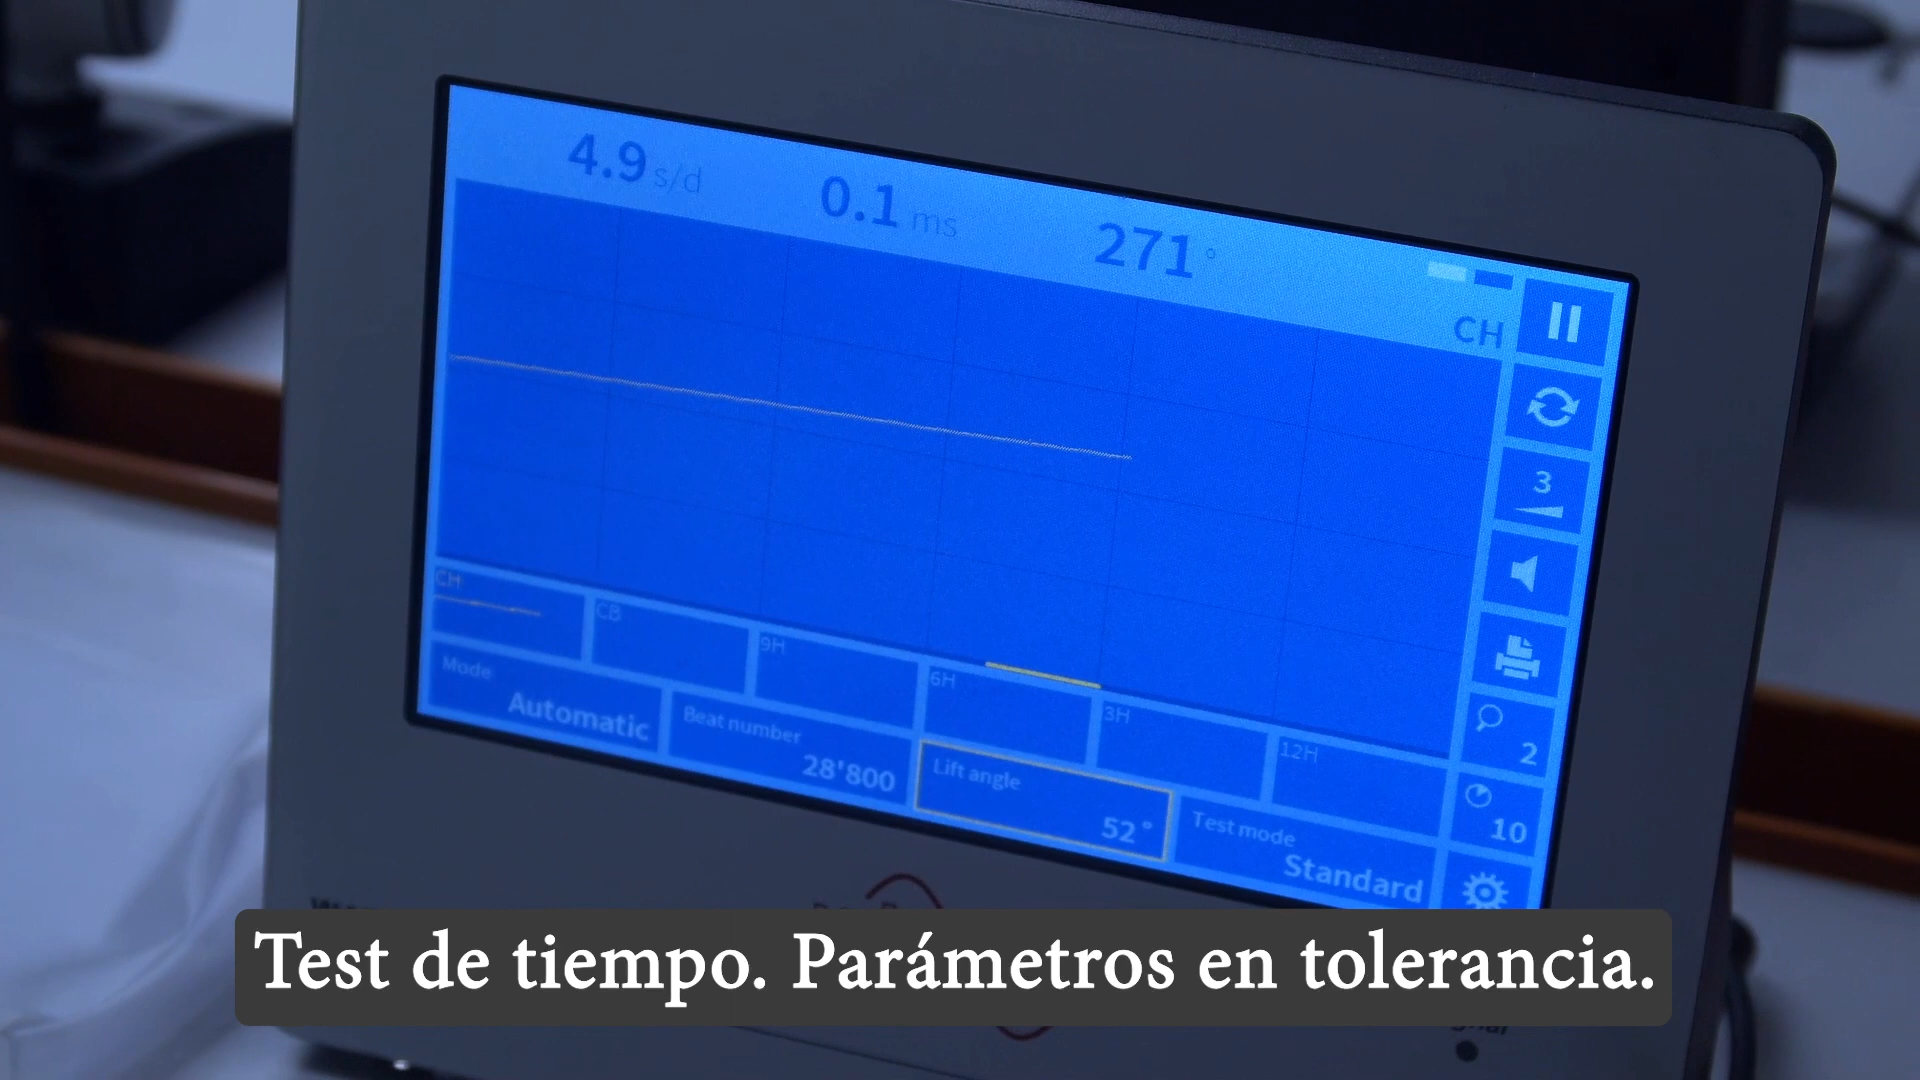 4.9 s/d
0.1 ms
271 °
CH
3
CH
CB
9H
6H
3H
12H
2
Mode
Automatic
Beat number
28'800
Lift angle
52 °
Test mode
Standard
10
Test de tiempo. Parámetros en tolerancia.